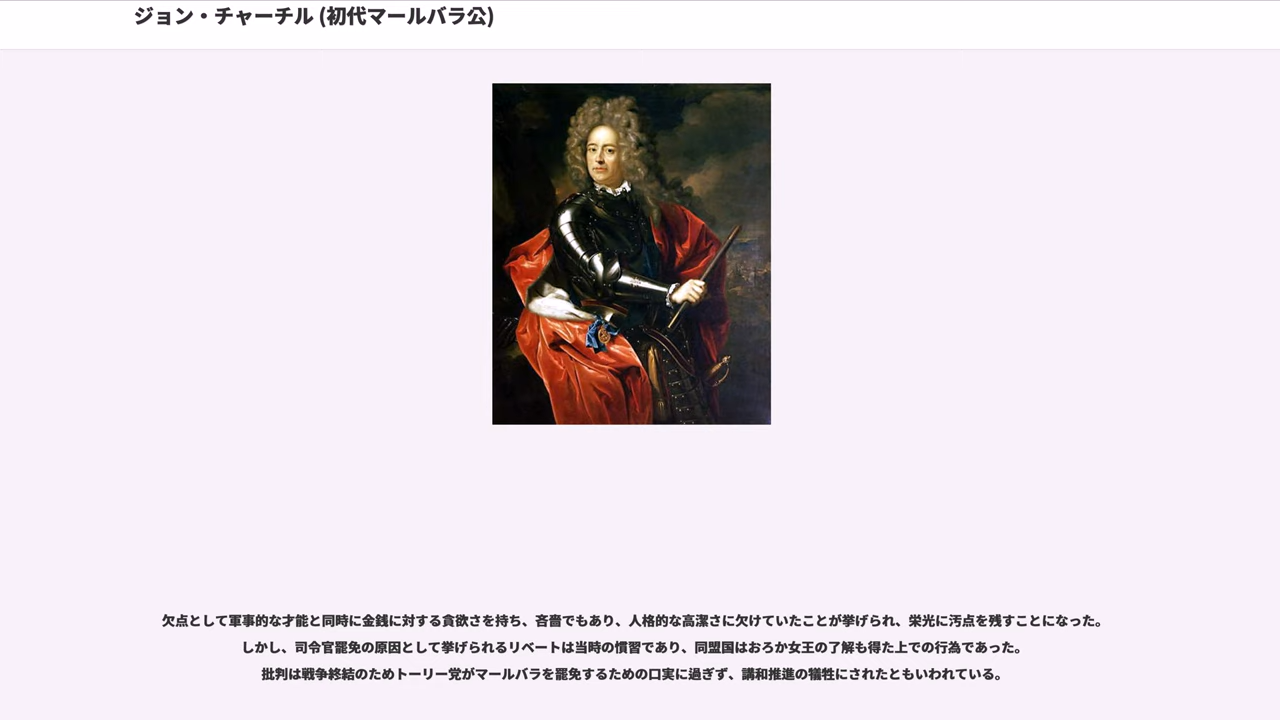 ジョン・チャーチル (初代マールバラ公)
欠点として軍事的な才能と同時に金銭に対する貪欲さを持ち、吝嗇でもあり、人格的な高潔さに欠けていたことが挙げられ、栄光に汚点を残すことになった。
しかし、司令官罷免の原因として挙げられるリベートは当時の慣習であり、同盟国はおろか女王の了解も得た上での行為であった。
批判は戦争終結のためトーリー党がマールバラを罷免するための口実に過ぎず、講和推進の犠牲にされたともいわれている。